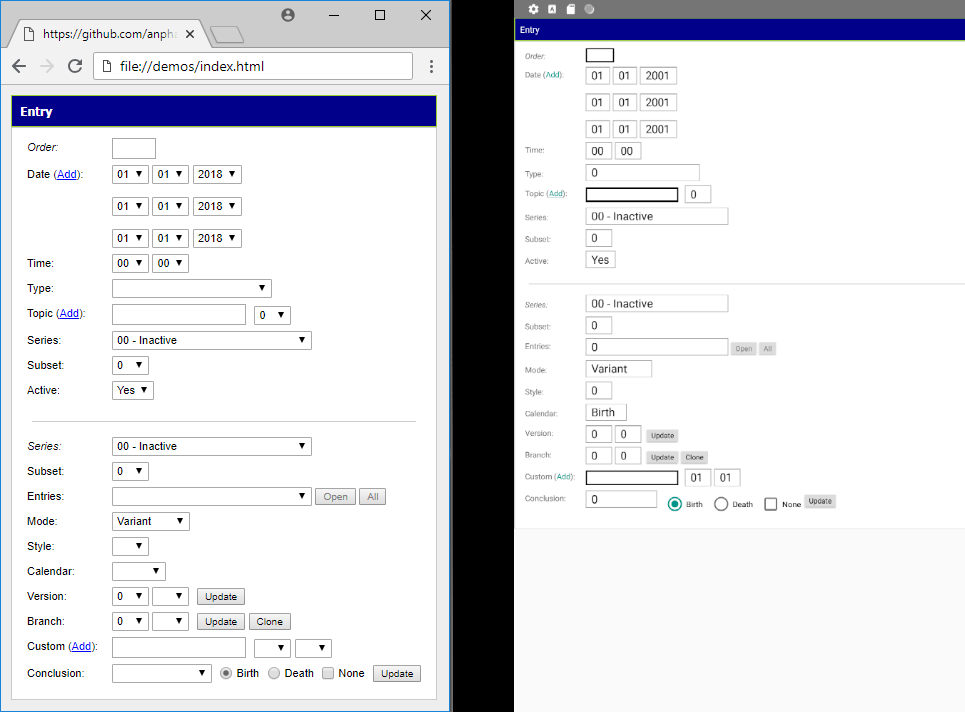 https://github.com/anpha
file://demos/index.html
Entry
Order:
Date (Add): 01 01 2018
01 01 2018
01 01 2018
Time: 00 00
Type:
Topic (Add): 0
Series: 00 - Inactive
Subset: 0
Active: Yes
Series: 00 - Inactive
Subset: 0
Entries: Open All
Mode: Variant
Style:
Calendar:
Version: 0 Update
Branch: 0 Update Clone
Custom (Add):
Conclusion: Birth Death None Update
A
Entry
Order:
Date (Add): 01 01 2001
01 01 2001
01 01 2001
Time: 00 00
Type: 0
Topic (Add): 0
Series: 00 - Inactive
Subset: 0
Active: Yes
Series: 00 - Inactive
Subset: 0
Entries: 0 Open All
Mode: Variant
Style: 0
Calendar: Birth
Version: 0 0 Update
Branch: 0 0 Update Clone
Custom (Add): 01 01
Conclusion: 0 Birth Death None Update